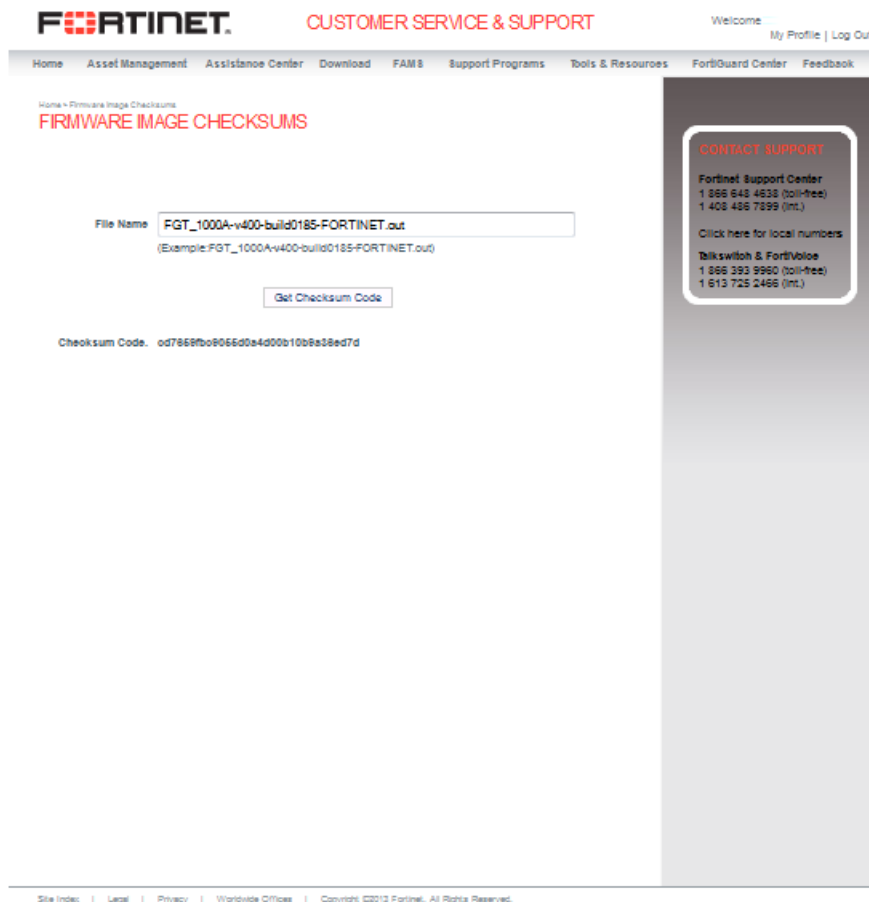 FORTINET.
CUSTOMER SERVICE & SUPPORT
Welcome
My Profile | Log Ou
Home Asset Management Assistance Center Download FAMS Support Programs Tools & Resources FortiGuard Center Feedback
Home > Firmware Image Checksums
FIRMWARE IMAGE CHECKSUMS
File Name FGT_1000A-v400-build0185-FORTINET.out
(Example:FGT_1000A-v400-build0185-FORTINET.out)
Get Checksum Code
Checksum Code.
CONTACT SUPPORT
Fortinet Support Center
1 866 648 4638 (toll-free)
1 408 486 7899 (Int.)
Click here for local numbers
Talkswitch & FortiVoice
1 866 393 9960 (toll-free)
1 613 725 2466 (Int.)
Site Index | Legal | Privacy | Worldwide Offices | Copyright ©2012 Fortinet, All Rights Reserved.